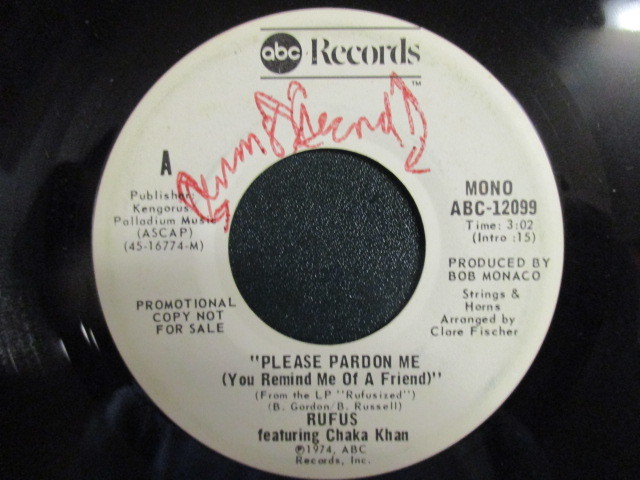 abc Records
TM
A
Publisher:
Kengorus
Palladium Music
(ASCAP)
(45-16774-M)
PROMOTIONAL
COPY NOT
FOR SALE
MONO
ABC-12099
Time: 3:02
(Intro :15)
PRODUCED BY
BOB MONACO
Strings &
Horns
Arranged by
Clare Fischer
"PLEASE PARDON ME
(You Remind Me Of A Friend)"
(From the LP "Rufusized")
(B. Gordon/B. Russell)
RUFUS
featuring Chaka Khan
℗1974, ABC
Records, Inc.